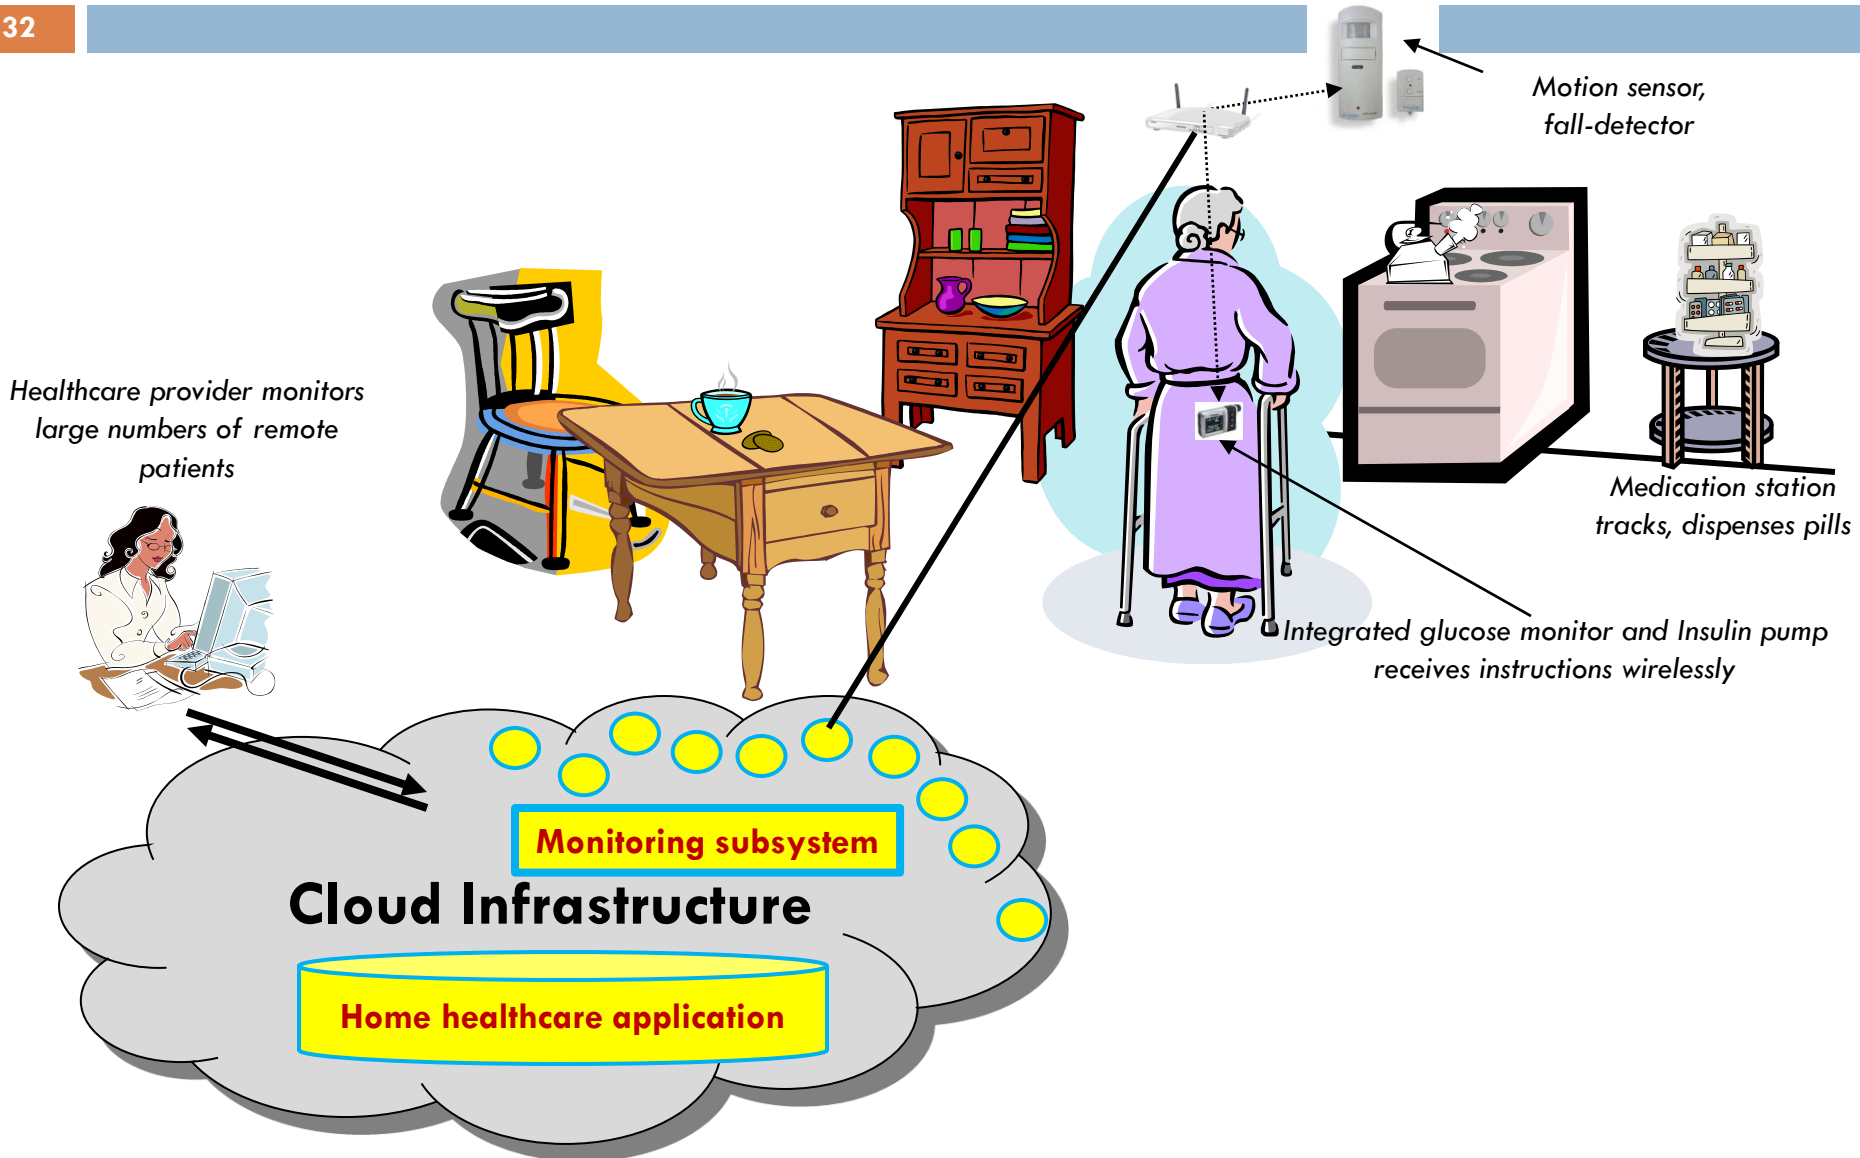 32
Motion sensor,
fall-detector
Healthcare provider monitors
large numbers of remote
patients
Medication station
tracks, dispenses pills
Integrated glucose monitor and Insulin pump
receives instructions wirelessly
Monitoring subsystem
Cloud Infrastructure
Home healthcare application